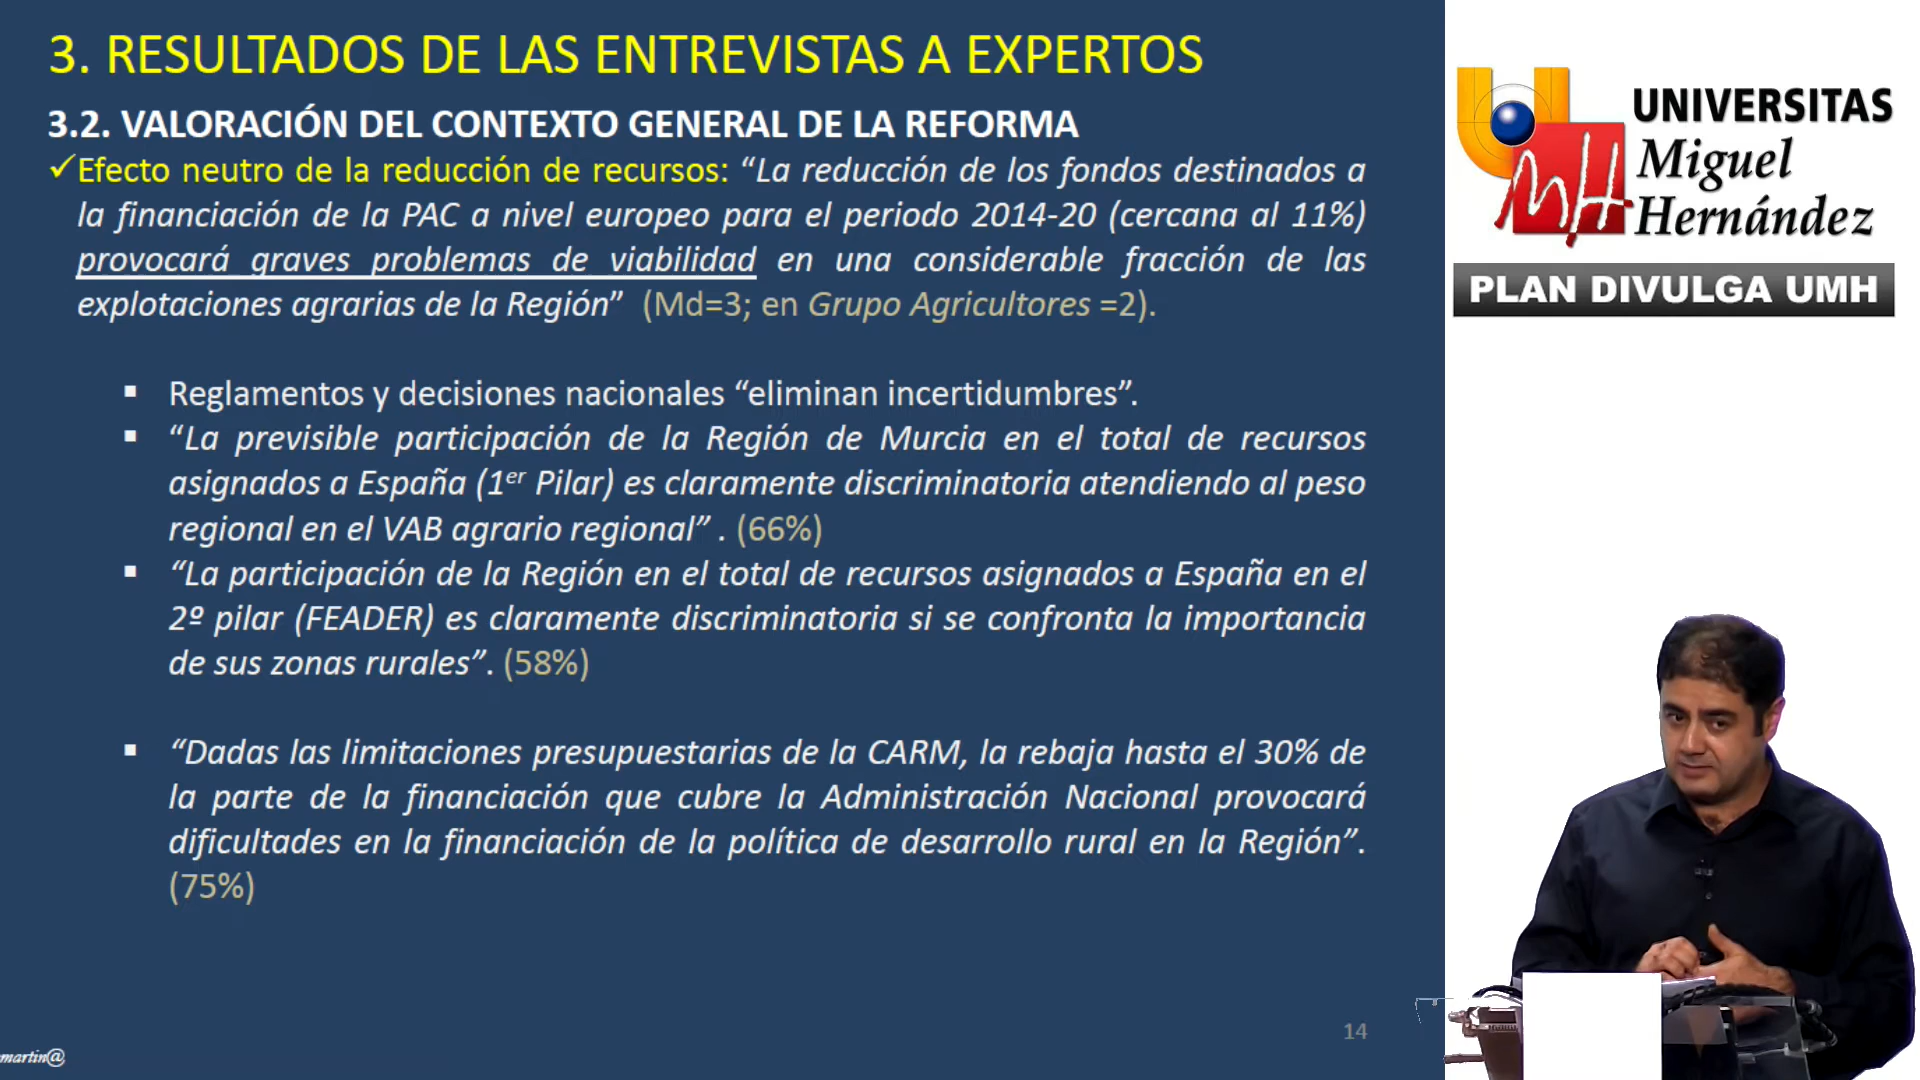 3. RESULTADOS DE LAS ENTREVISTAS A EXPERTOS
3.2. VALORACIÓN DEL CONTEXTO GENERAL DE LA REFORMA
✓Efecto neutro de la reducción de recursos: “La reducción de los fondos destinados a
la financiación de la PAC a nivel europeo para el periodo 2014-20 (cercana al 11%)
provocará graves problemas de viabilidad en una considerable fracción de las
explotaciones agrarias de la Región” (Md=3; en Grupo Agricultores =2).
▪ Reglamentos y decisiones nacionales “eliminan incertidumbres”.
▪ “La previsible participación de la Región de Murcia en el total de recursos
asignados a España (1er Pilar) es claramente discriminatoria atendiendo al peso
regional en el VAB agrario regional” . (66%)
▪ “La participación de la Región en el total de recursos asignados a España en el
2º pilar (FEADER) es claramente discriminatoria si se confronta la importancia
de sus zonas rurales”. (58%)
▪ “Dadas las limitaciones presupuestarias de la CARM, la rebaja hasta el 30% de
la parte de la financiación que cubre la Administración Nacional provocará
dificultades en la financiación de la política de desarrollo rural en la Región”.
(75%)
14
martin@
UMH
UNIVERSITAS
Miguel
Hernández
PLAN DIVULGA UMH